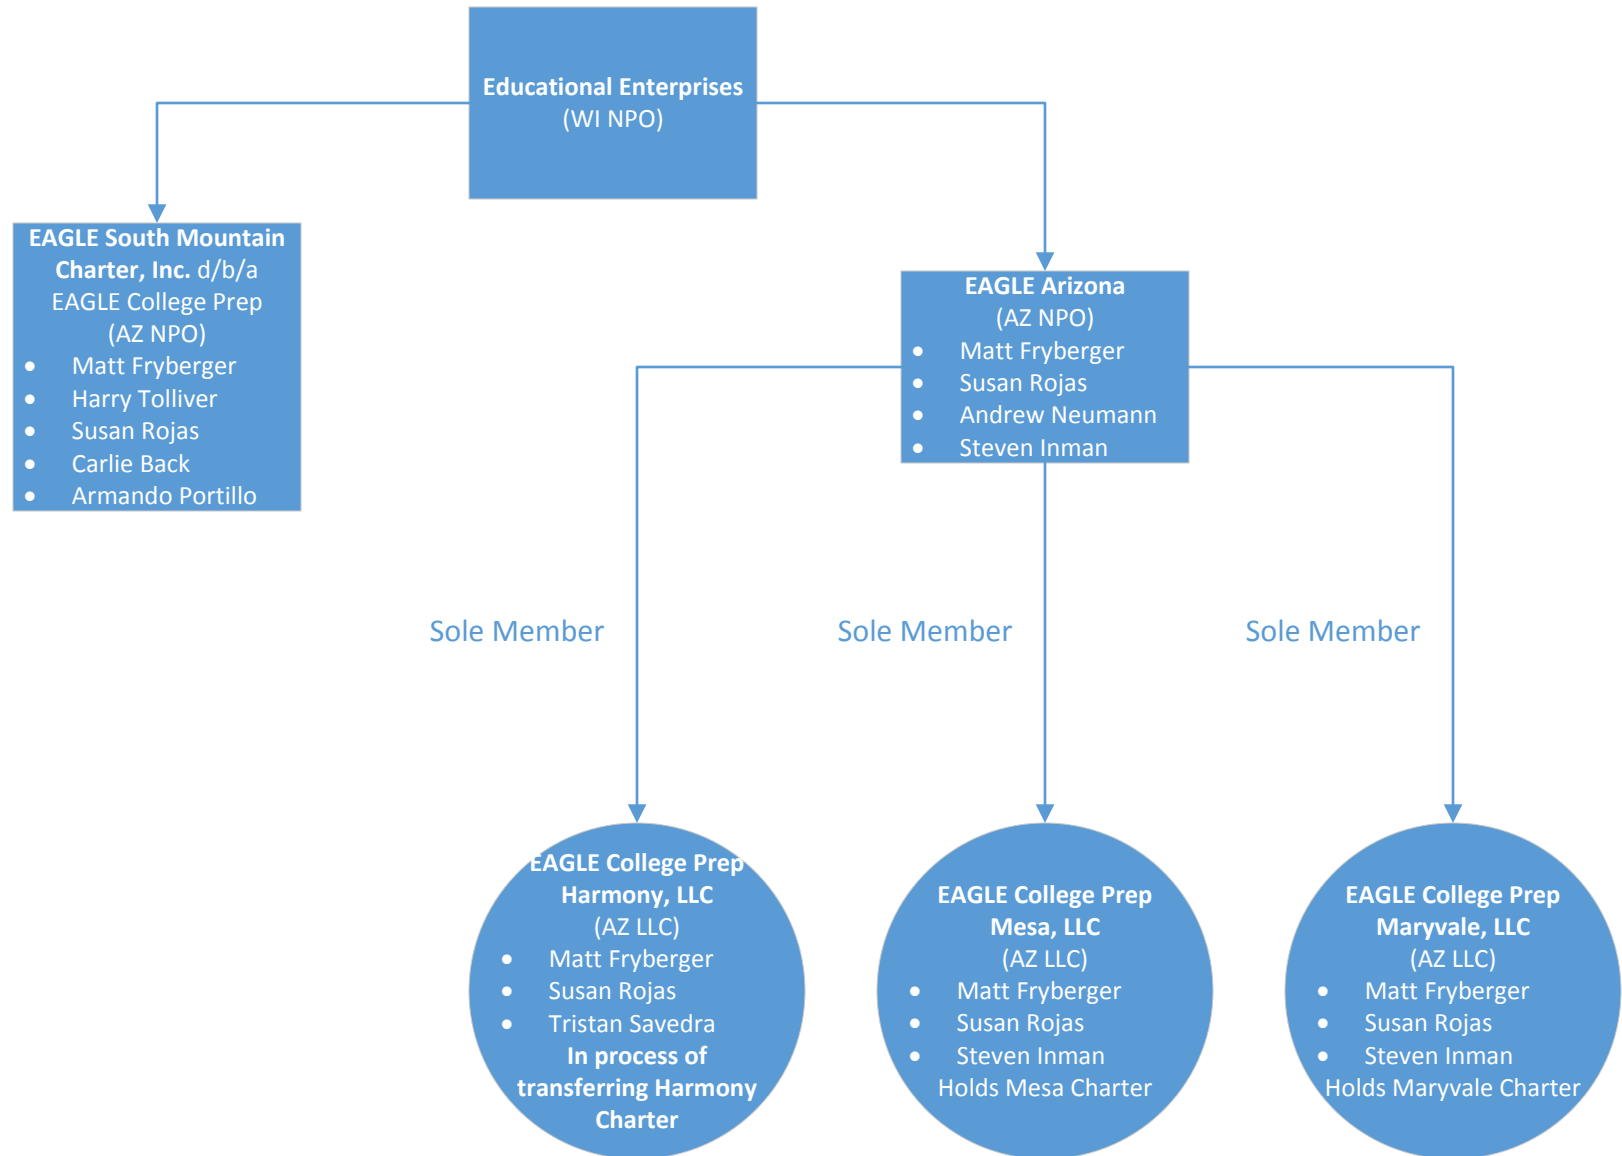 Educational Enterprises
(WI NPO)
EAGLE South Mountain
Charter, Inc. d/b/a
EAGLE College Prep
(AZ NPO)
• Matt Fryberger
• Harry Tolliver
• Susan Rojas
• Carlie Back
• Armando Portillo
EAGLE Arizona
(AZ NPO)
• Matt Fryberger
• Susan Rojas
• Andrew Neumann
• Steven Inman
Sole Member
Sole Member
Sole Member
EAGLE College Prep
Harmony, LLC
(AZ LLC)
• Matt Fryberger
• Susan Rojas
• Tristan Savedra
In process of
transferring Harmony
Charter
EAGLE College Prep
Mesa, LLC
(AZ LLC)
• Matt Fryberger
• Susan Rojas
• Steven Inman
Holds Mesa Charter
EAGLE College Prep
Maryvale, LLC
(AZ LLC)
• Matt Fryberger
• Susan Rojas
• Steven Inman
Holds Maryvale Charter